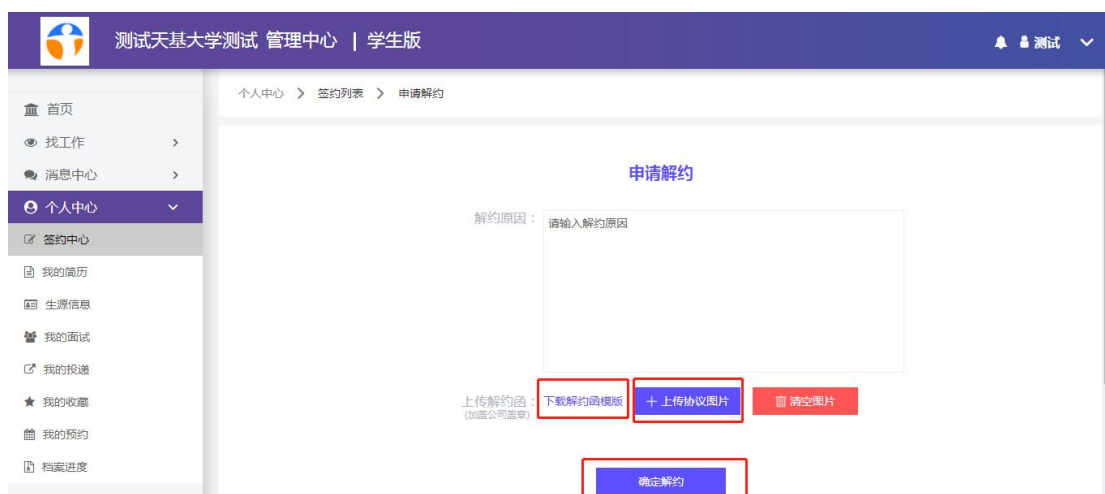 测试天基大学测试 管理中心 | 学生版
测试
首页
找工作
消息中心
个人中心
签约中心
我的简历
生源信息
我的面试
我的投递
我的收藏
我的预约
档案进度
个人中心 > 签约列表 > 申请解约
申请解约
解约原因：
请输入解约原因
上传解约函： 下载解约函模版 + 上传协议图片 清空图片
(加盖公司盖章)
确定解约